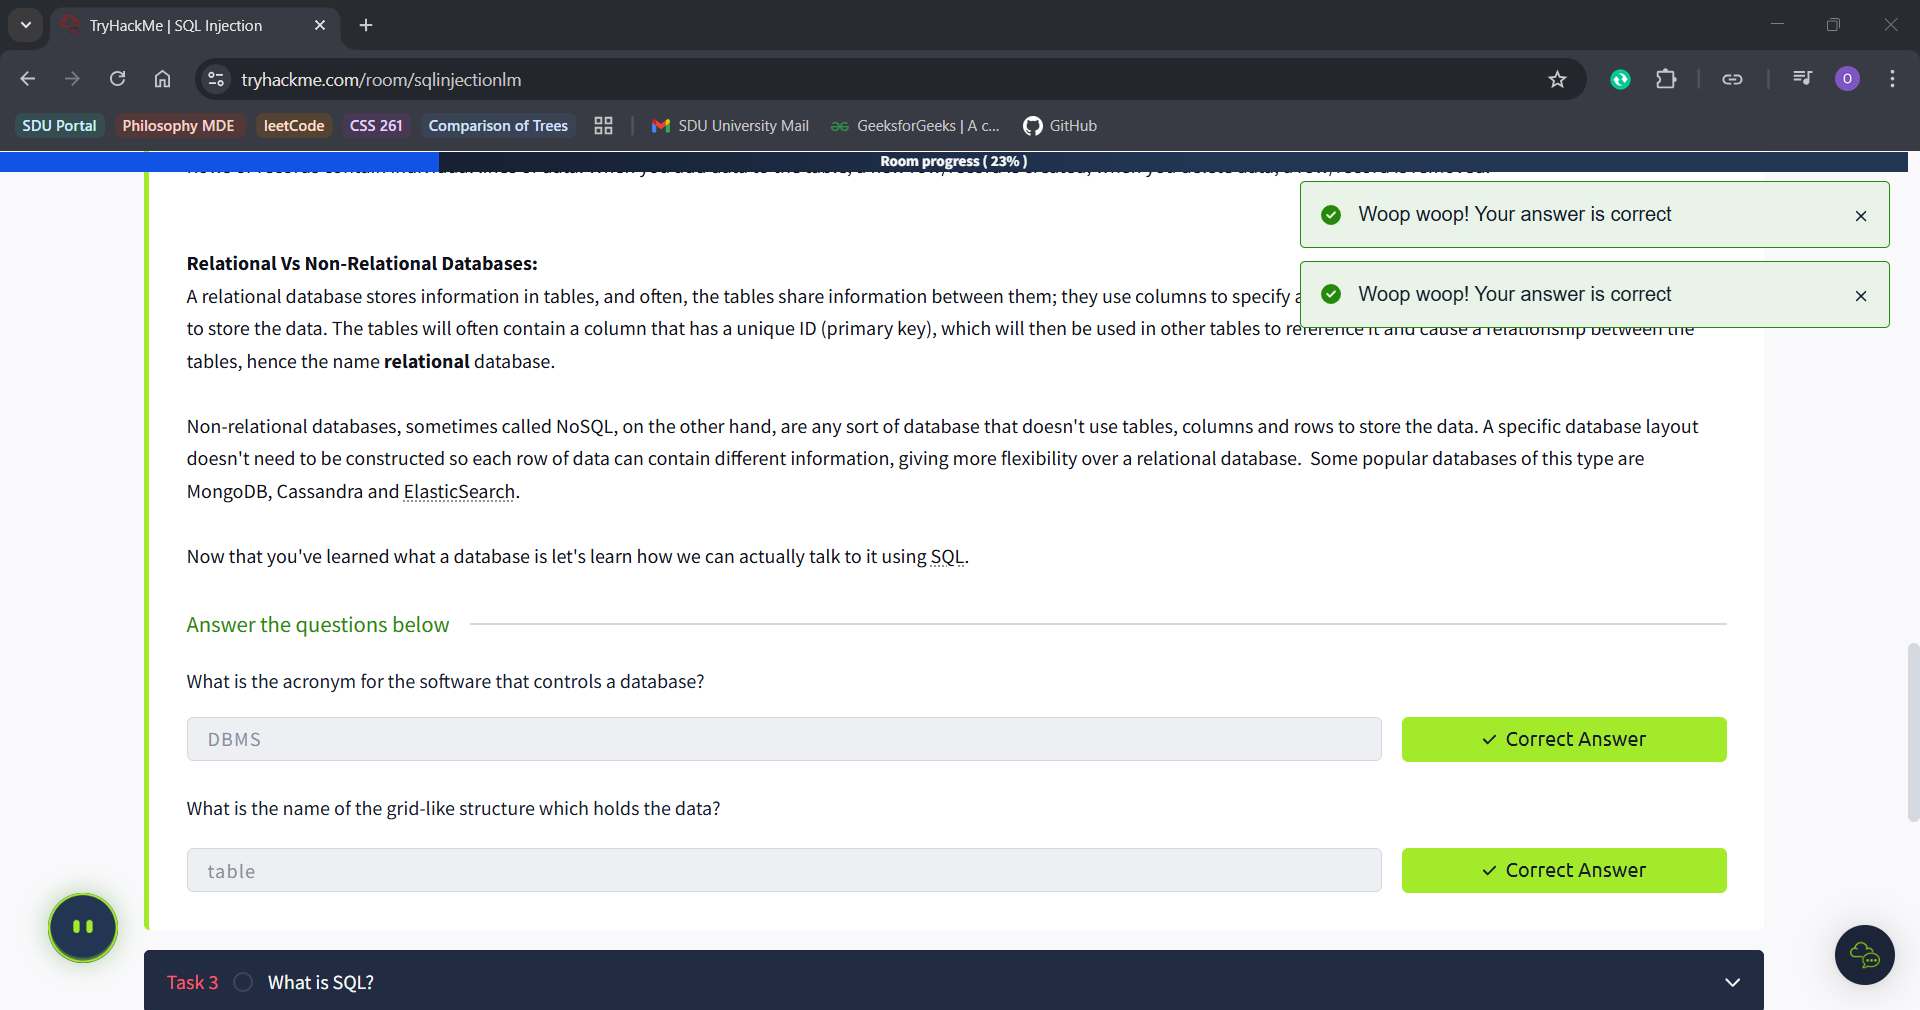 TryHackMe | SQL Injection
tryhackme.com/room/sqlinjectionlm
O
SDU Portal
Philosophy MDE
leetCode
CSS 261
Comparison of Trees
SDU University Mail
GeeksforGeeks | A c...
GitHub
Room progress ( 23% )
Woop woop! Your answer is correct
Woop woop! Your answer is correct
Relational Vs Non-Relational Databases:
A relational database stores information in tables, and often, the tables share information between them; they use columns to specify
to store the data. The tables will often contain a column that has a unique ID (primary key), which will then be used in other tables to reference it and cause a relationship between the
tables, hence the name relational database.
Non-relational databases, sometimes called NoSQL, on the other hand, are any sort of database that doesn't use tables, columns and rows to store the data. A specific database layout
doesn't need to be constructed so each row of data can contain different information, giving more flexibility over a relational database. Some popular databases of this type are
MongoDB, Cassandra and ElasticSearch.
Now that you've learned what a database is let's learn how we can actually talk to it using SQL.
Answer the questions below
What is the acronym for the software that controls a database?
DBMS
Correct Answer
What is the name of the grid-like structure which holds the data?
table
Correct Answer
Task 3
What is SQL?